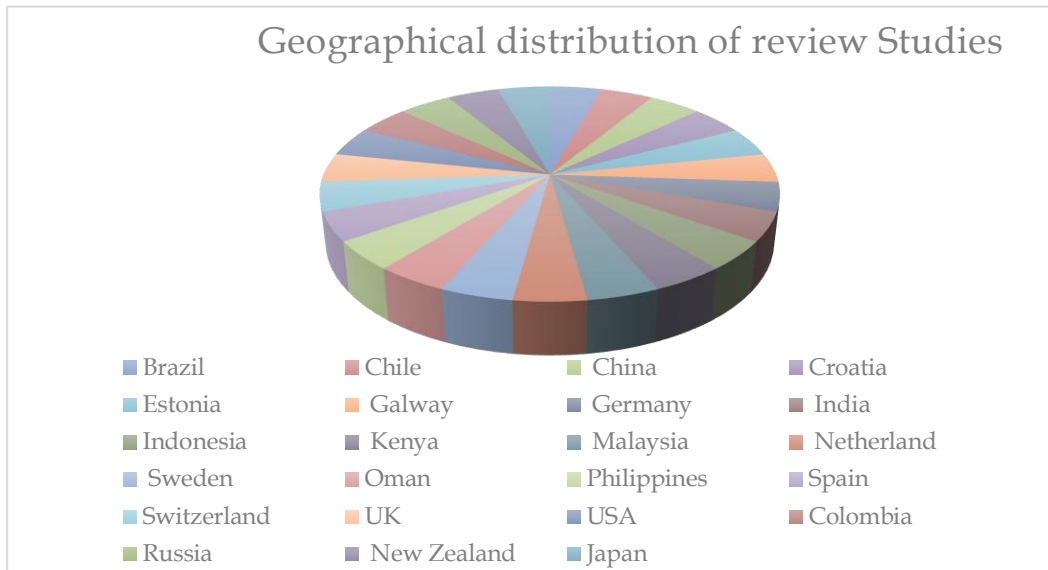 Geographical distribution of review Studies
Brazil Chile China Croatia
Estonia Galway Germany India
Indonesia Kenya Malaysia Netherland
Sweden Oman Philippines Spain
Switzerland UK USA Colombia
Russia New Zealand Japan